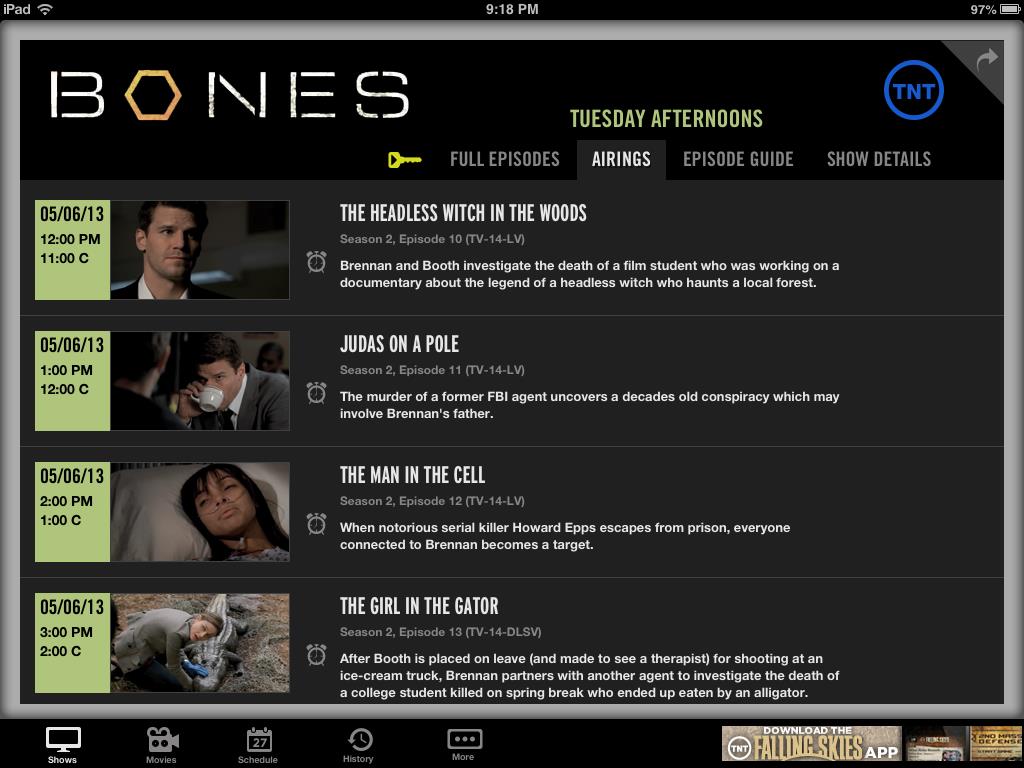 iPad 9:18 PM 97%
BONES
TNT
TUESDAY AFTERNOONS
FULL EPISODES AIRINGS EPISODE GUIDE SHOW DETAILS
05/06/13
12:00 PM
11:00 C
THE HEADLESS WITCH IN THE WOODS
Season 2, Episode 10 (TV-14-LV)
Brennan and Booth investigate the death of a film student who was working on a
documentary about the legend of a headless witch who haunts a local forest.
05/06/13
1:00 PM
12:00 C
JUDAS ON A POLE
Season 2, Episode 11 (TV-14-LV)
The murder of a former FBI agent uncovers a decades old conspiracy which may
involve Brennan's father.
05/06/13
2:00 PM
1:00 C
THE MAN IN THE CELL
Season 2, Episode 12 (TV-14-LV)
When notorious serial killer Howard Epps escapes from prison, everyone
connected to Brennan becomes a target.
05/06/13
3:00 PM
2:00 C
THE GIRL IN THE GATOR
Season 2, Episode 13 (TV-14-DLSV)
After Booth is placed on leave (and made to see a therapist) for shooting at an
ice-cream truck, Brennan partners with another agent to investigate the death of
a college student killed on spring break who ended up eaten by an alligator.
27
Shows Movies Schedule History More
DOWNLOAD THE
TNT FALLING SKIES APP
2ND MASS
DEFENSE